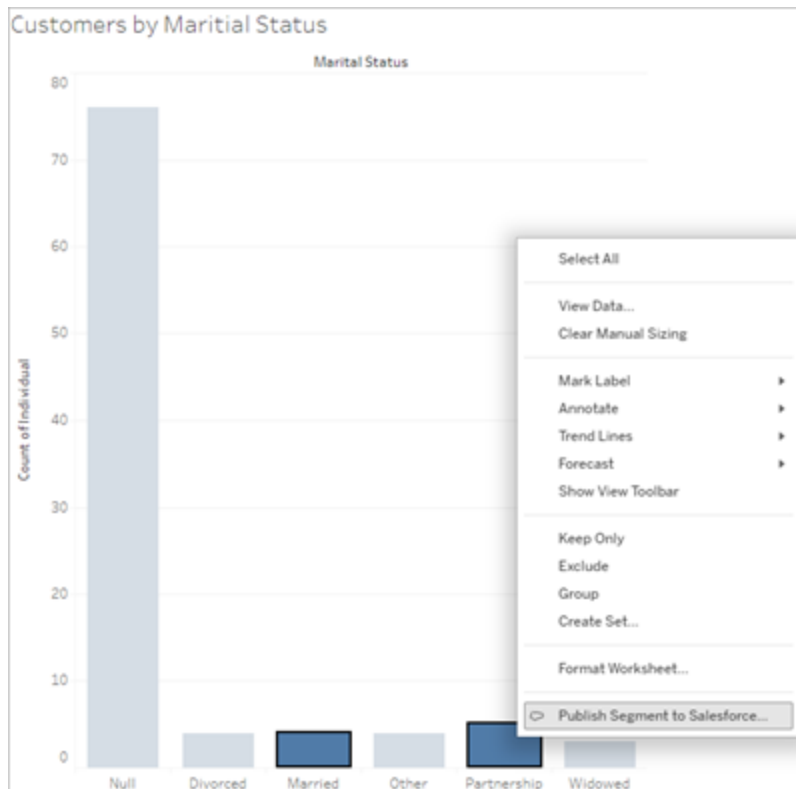 Customers by Maritial Status
Marital Status
80
70
60
50
40
30
20
10
0
Count of Individual
Null
Divorced
Married
Other
Partnership
Widowed
Select All
View Data...
Clear Manual Sizing
Mark Label
Annotate
Trend Lines
Forecast
Show View Toolbar
Keep Only
Exclude
Group
Create Set...
Format Worksheet...
Publish Segment to Salesforce...